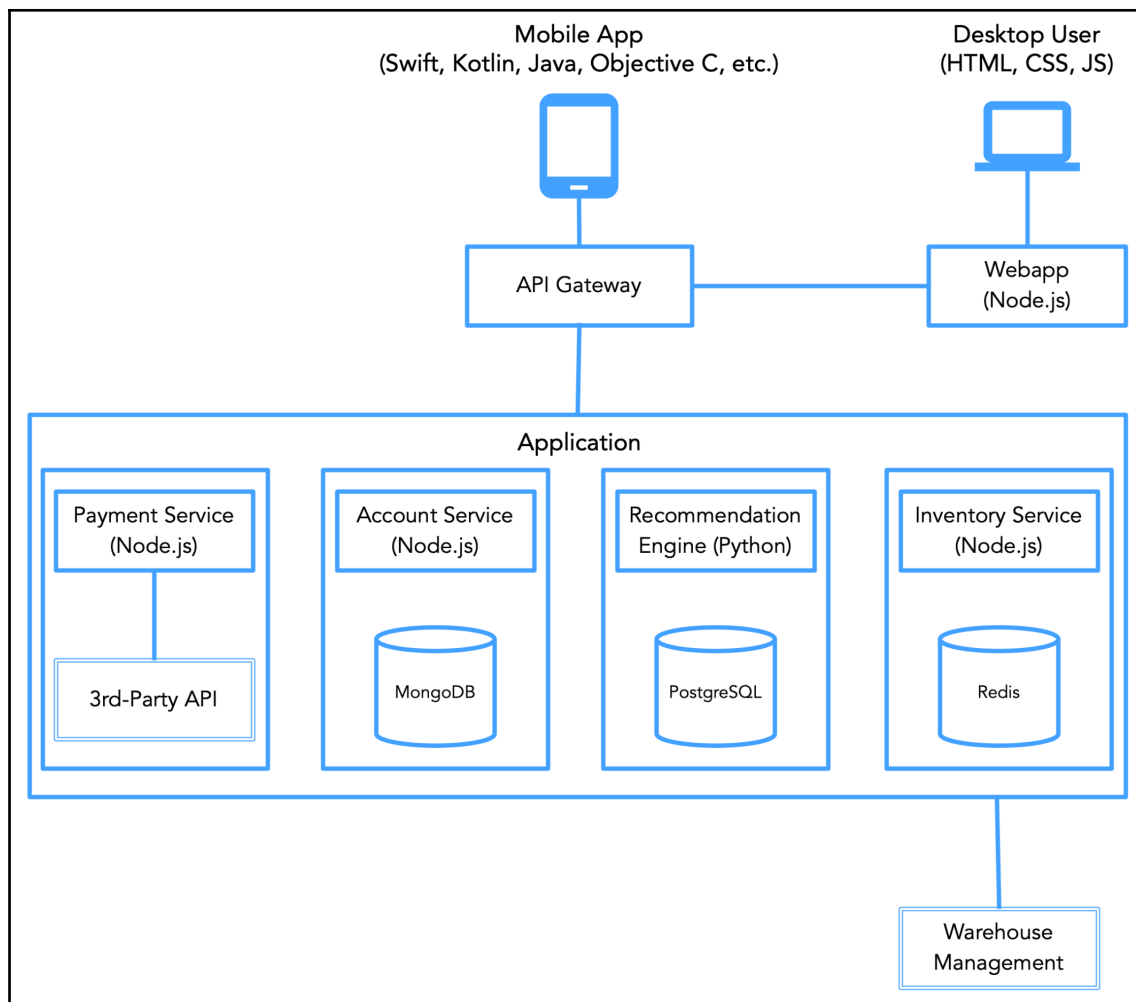 Mobile App
(Swift, Kotlin, Java, Objective C, etc.)
Desktop User
(HTML, CSS, JS)
API Gateway
Webapp
(Node.js)
Application
Payment Service
(Node.js)
Account Service
(Node.js)
Recommendation
Engine (Python)
Inventory Service
(Node.js)
3rd-Party API
MongoDB
PostgreSQL
Redis
Warehouse
Management